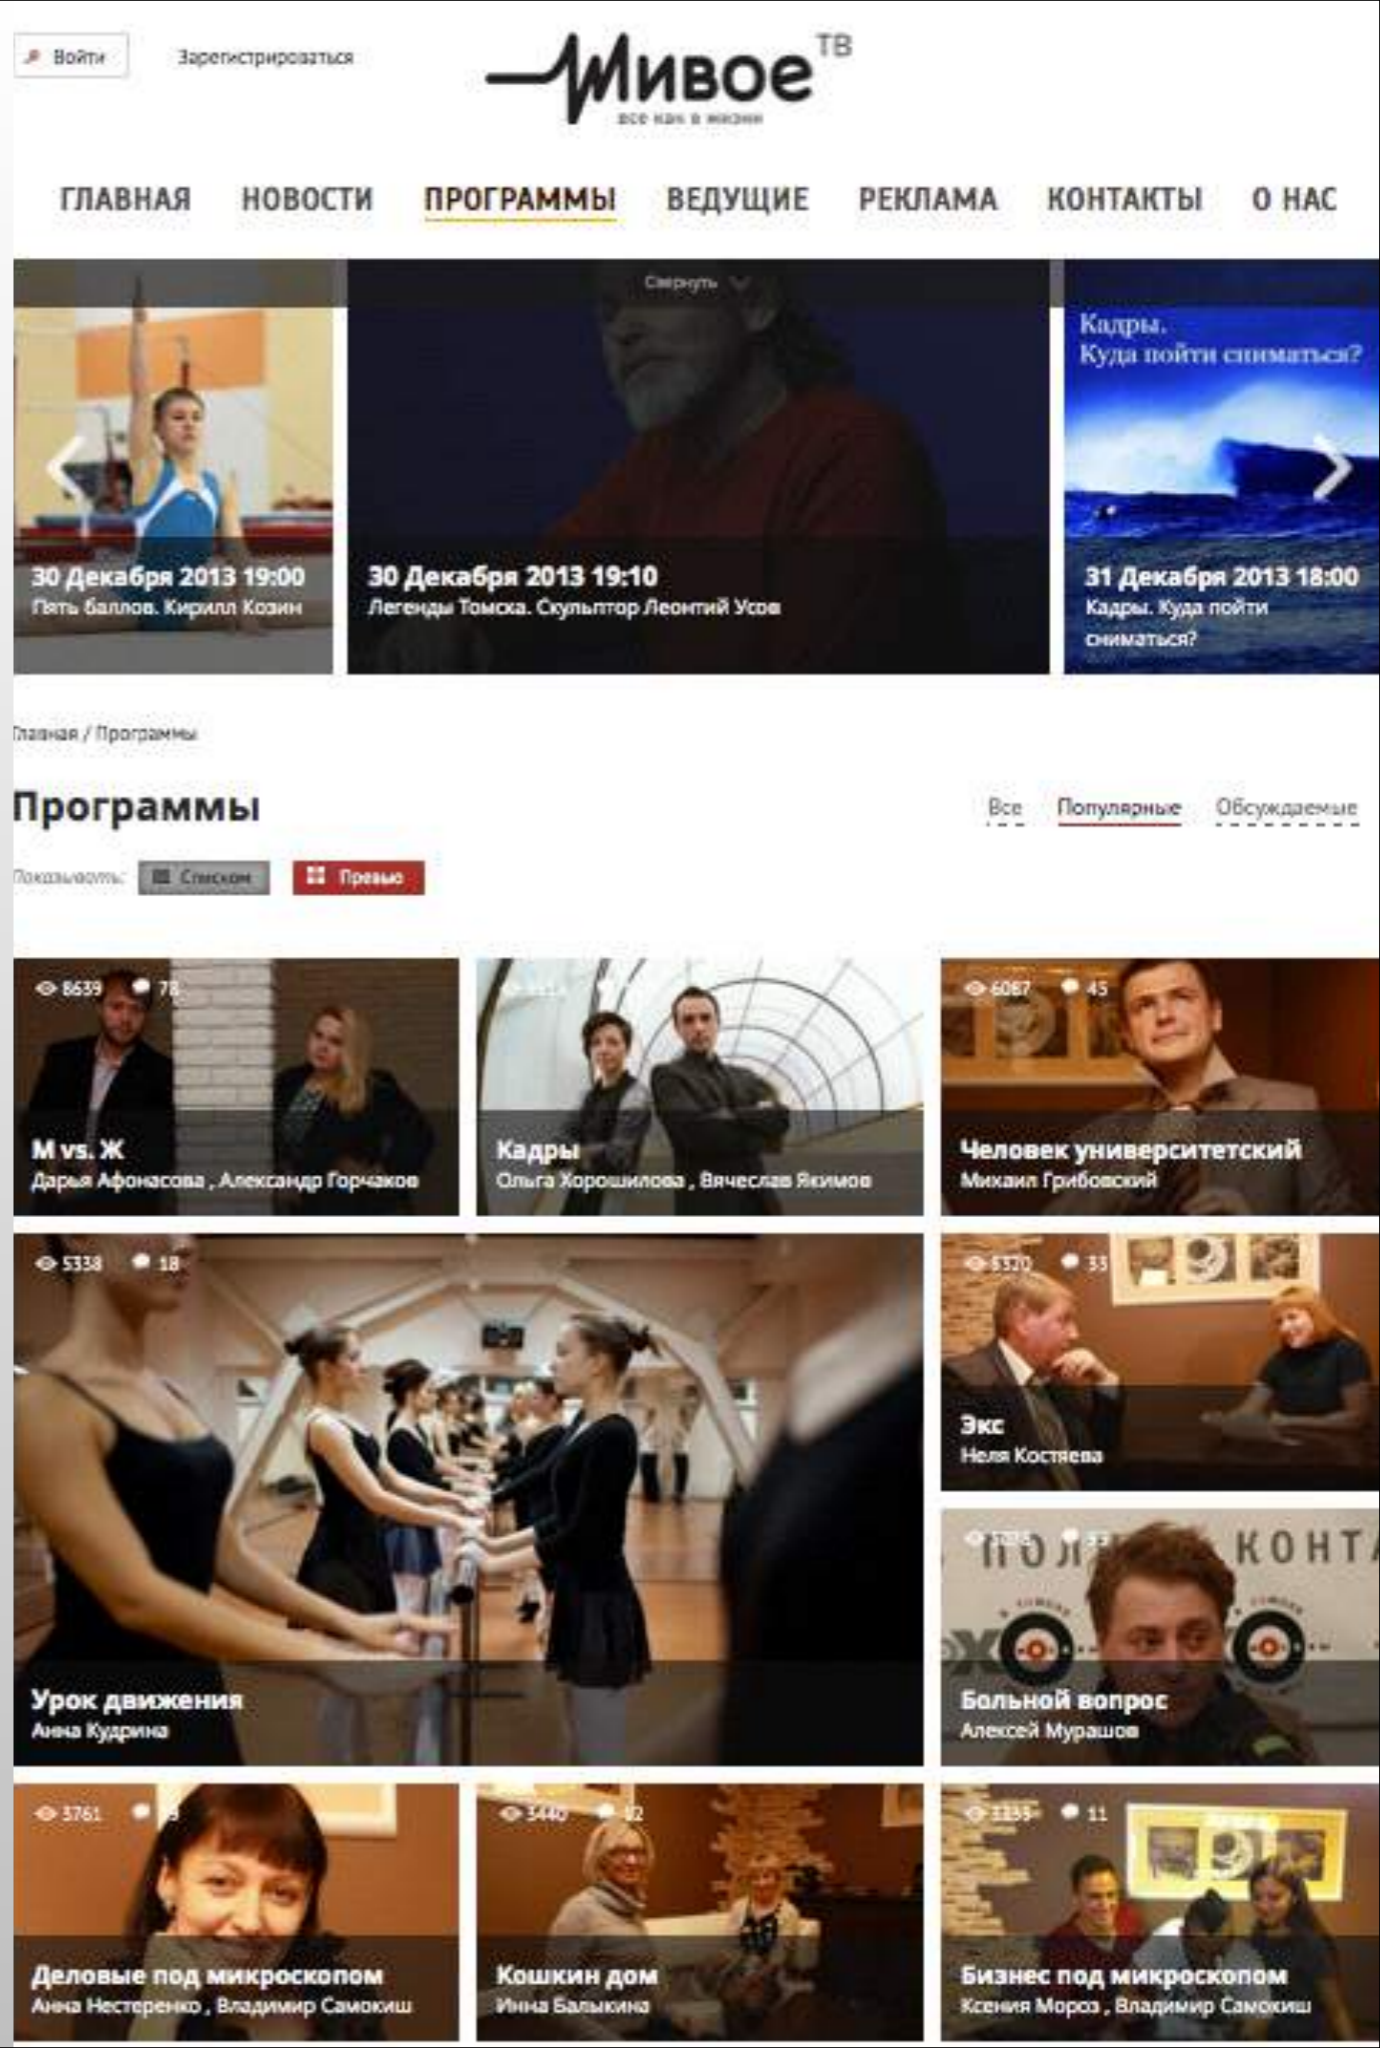 Войти
Зарегистрироваться
Живое ТВ
все как в жизни
ГЛАВНАЯ НОВОСТИ ПРОГРАММЫ ВЕДУЩИЕ РЕКЛАМА КОНТАКТЫ О НАС
Свернуть
Кадры.
Куда пойти сниматься?
30 Декабря 2013 19:00
Пять баллов. Кирилл Козин
30 Декабря 2013 19:10
Легенды Томска. Скульптор Леонтий Усов
31 Декабря 2013 18:00
Кадры. Куда пойти
сниматься?
Главная / Программы
Программы
Все Популярные Обсуждаемые
Показывать: Списком Превью
8639 78
М vs. Ж
Дарья Афонасова , Александр Горчаков
Кадры
Ольга Хорошилова , Вячеслав Якимов
6087 45
Человек университетский
Михаил Грибовский
5338 18
Урок движения
Анна Кудрина
5320 33
Экс
Неля Костяева
КОНТА
Больной вопрос
Алексей Мурашов
3761
Деловые под микроскопом
Анна Нестеренко , Владимир Самокиш
3440 12
Кошкин дом
Инна Балыкина
11
Бизнес под микроскопом
Ксения Мороз , Владимир Самокиш